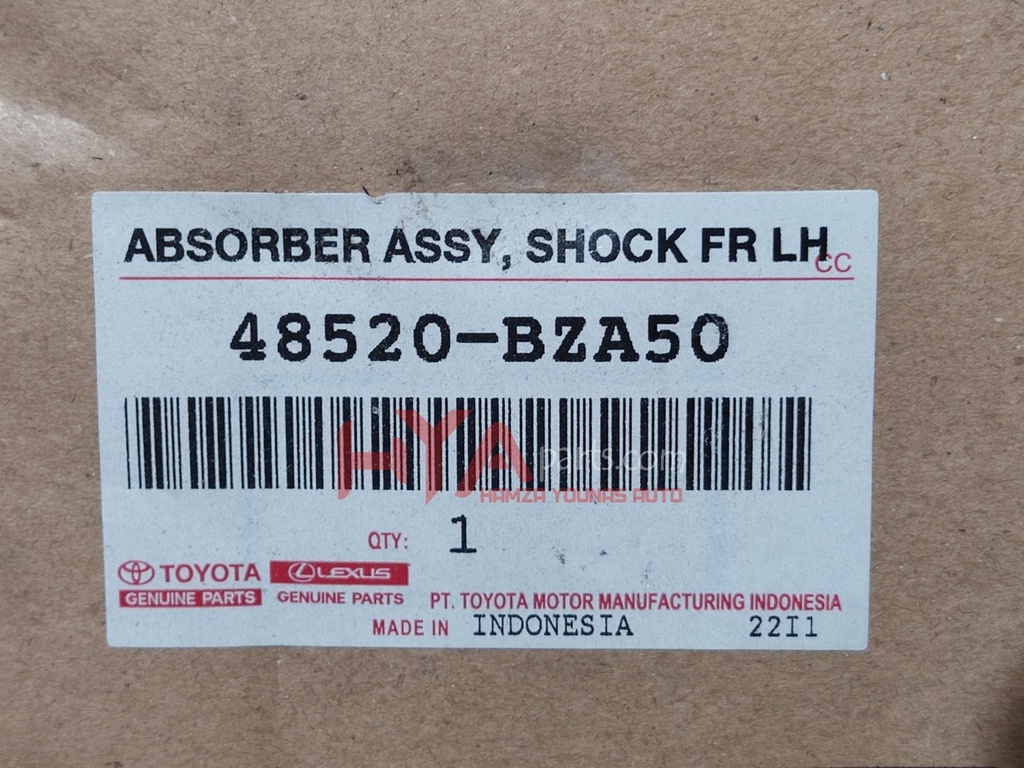 ABSORBER ASSY, SHOCK FR LH
CC
48520-BZA50
HYA parts.com
HAMZA YOUNAS AUTO
QTY: 1
TOYOTA LEXUS
GENUINE PARTS GENUINE PARTS PT. TOYOTA MOTOR MANUFACTURING INDONESIA
MADE IN INDONESIA 22I1